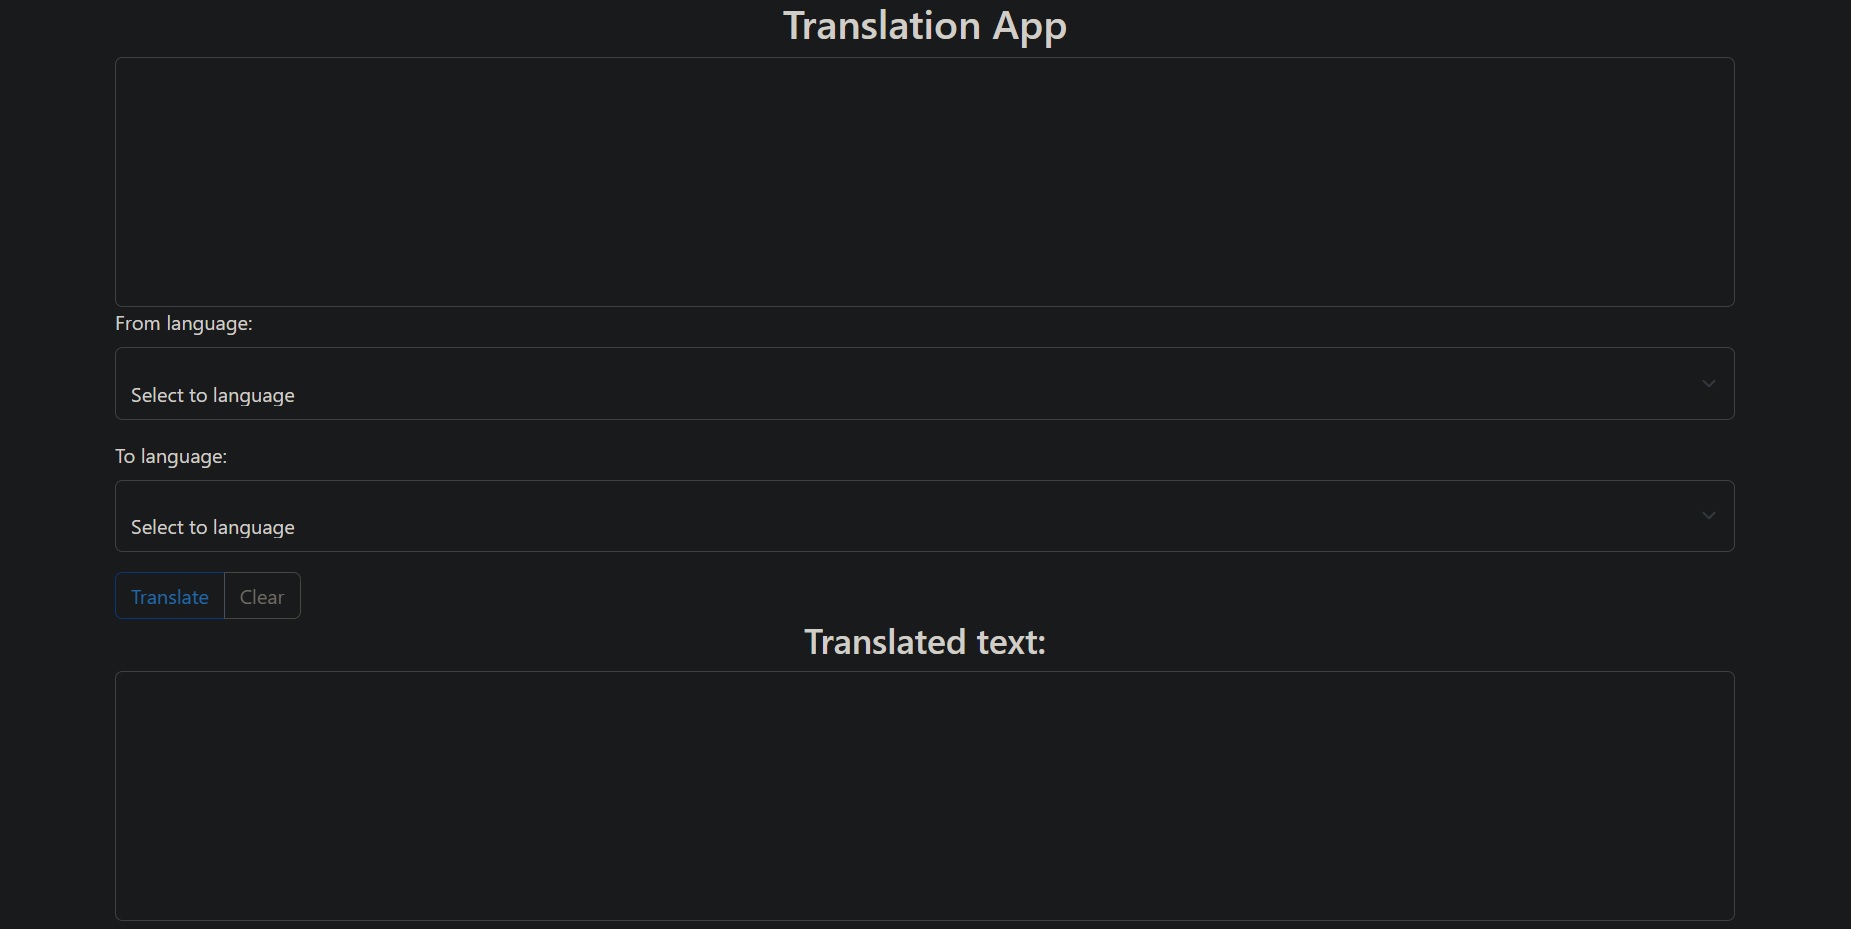 Translation App
From language:
Select to language
To language:
Select to language
Translate Clear
Translated text: